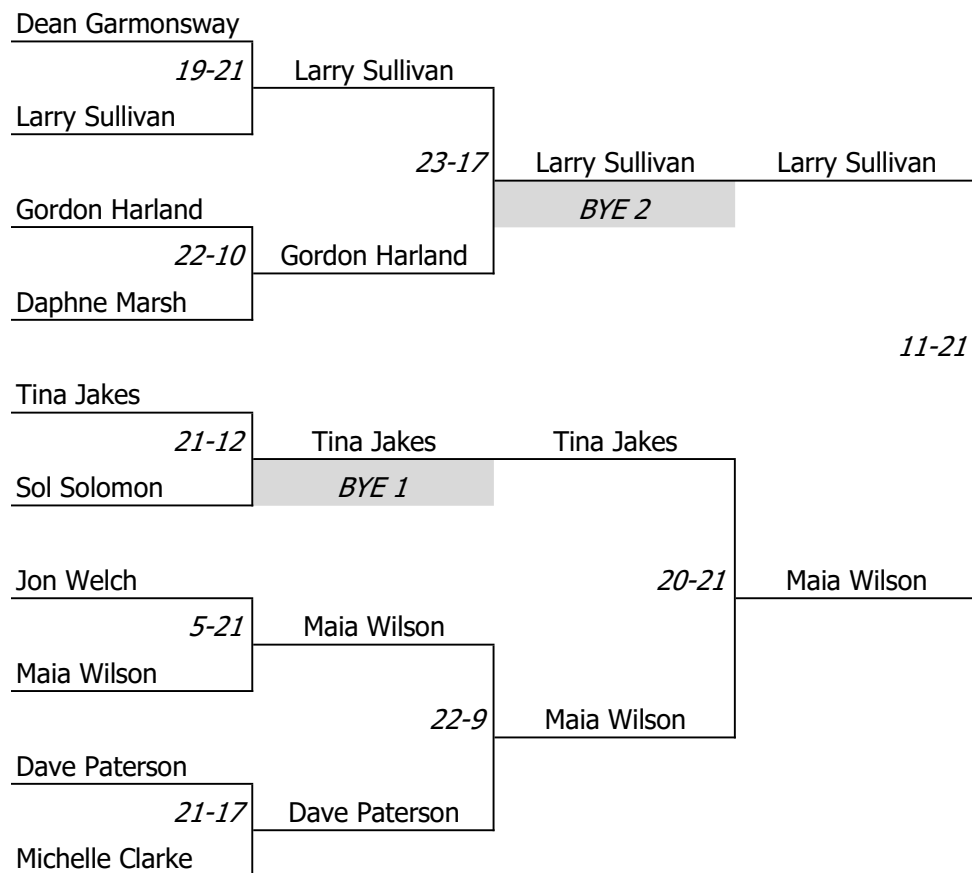 Dean Garmonsway
19-21 Larry Sullivan
Larry Sullivan
23-17 Larry Sullivan Larry Sullivan
Gordon Harland BYE 2
22-10 Gordon Harland
Daphne Marsh
11-21
Tina Jakes
21-12 Tina Jakes Tina Jakes
Sol Solomon BYE 1
Jon Welch 20-21 Maia Wilson
5-21 Maia Wilson
Maia Wilson
22-9 Maia Wilson
Dave Paterson
21-17 Dave Paterson
Michelle Clarke